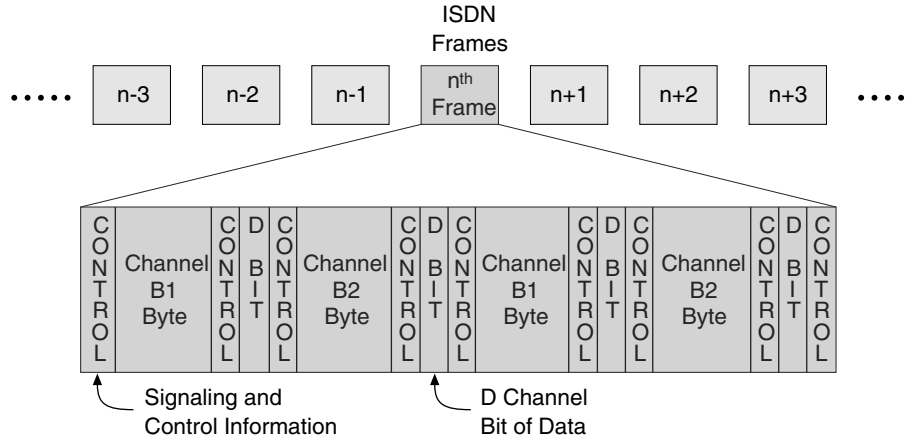 ISDN
Frames
..... n-3 n-2 n-1 nth Frame n+1 n+2 n+3 ....
CONTROL
Channel B1 Byte
CONTROL
D BIT
CONTROL
Channel B2 Byte
CONTROL
D BIT
CONTROL
Channel B1 Byte
CONTROL
D BIT
CONTROL
Channel B2 Byte
CONTROL
D BIT
CONTROL
Signaling and
Control Information
D Channel
Bit of Data